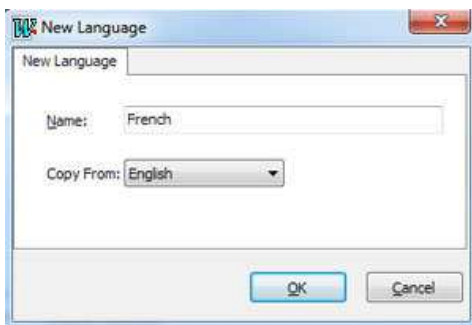 New Language
New Language
Name: French
Copy From: English
OK Cancel